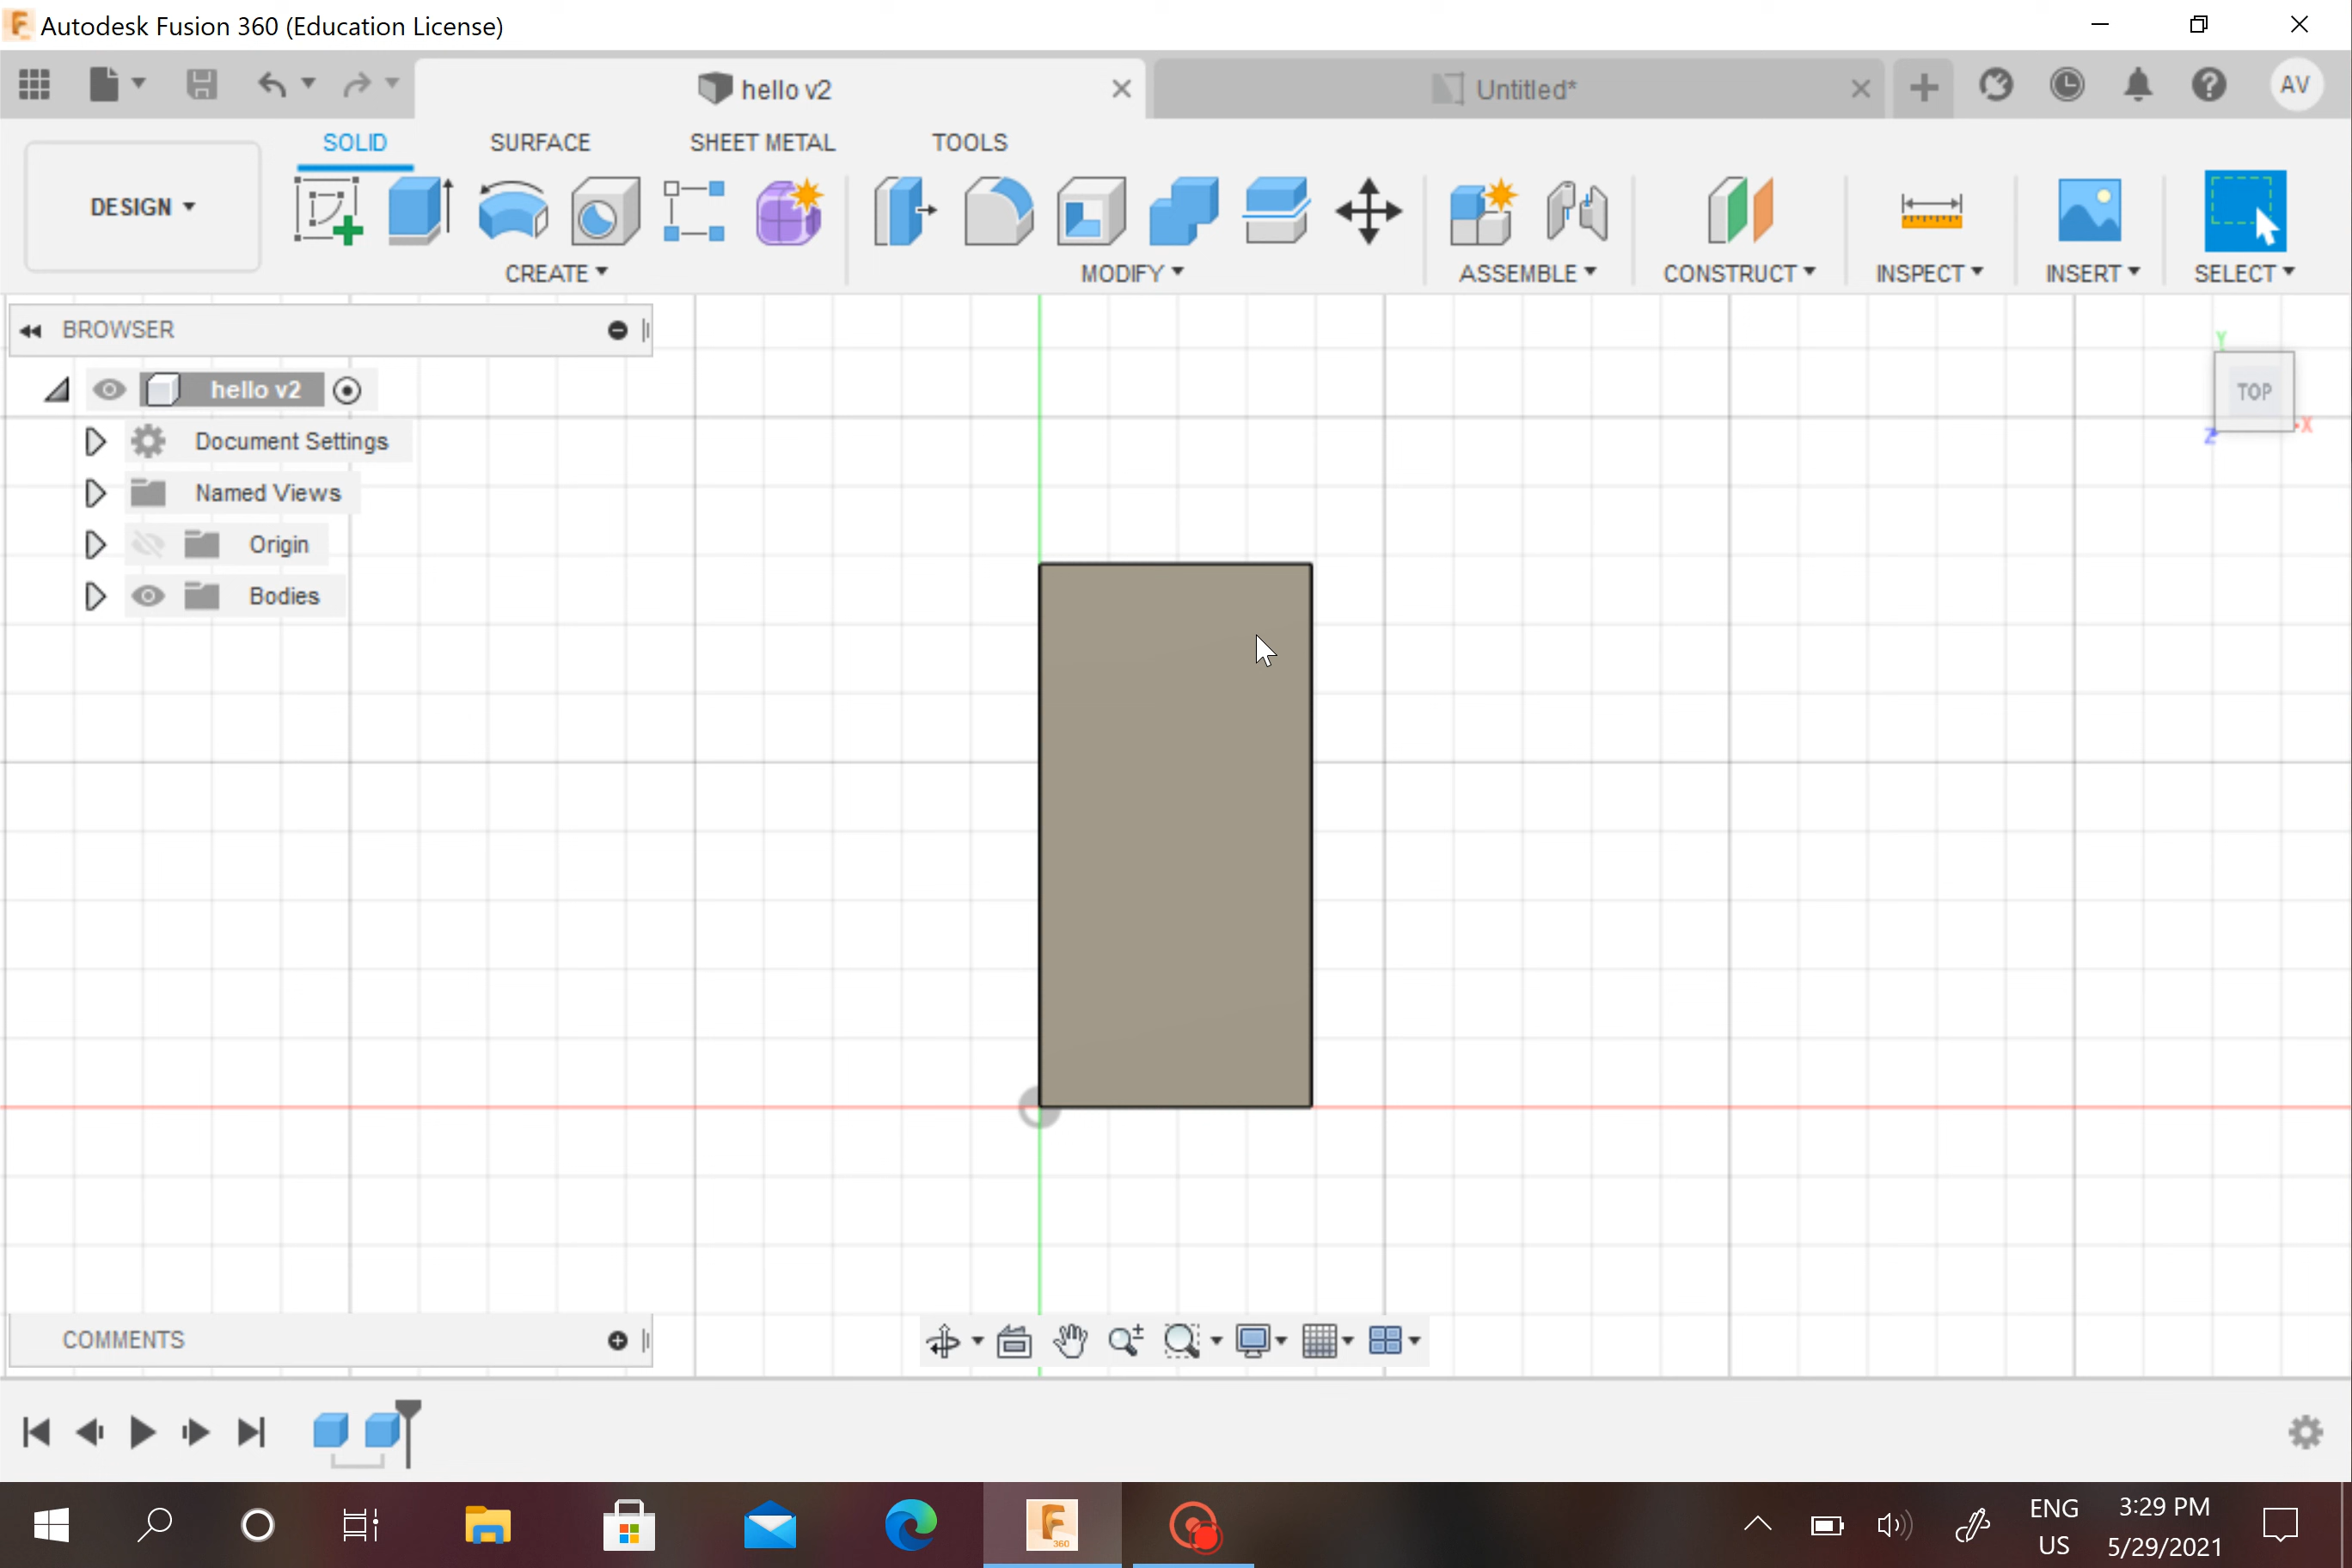 Autodesk Fusion 360 (Education License)
hello v2
Untitled*
AV
SOLID
SURFACE
SHEET METAL
TOOLS
DESIGN
CREATE
MODIFY
ASSEMBLE
CONSTRUCT
INSPECT
INSERT
SELECT
BROWSER
hello v2
Document Settings
Named Views
Origin
Bodies
Y
TOP
X
Z
COMMENTS
360
ENG
US
3:29 PM
5/29/2021